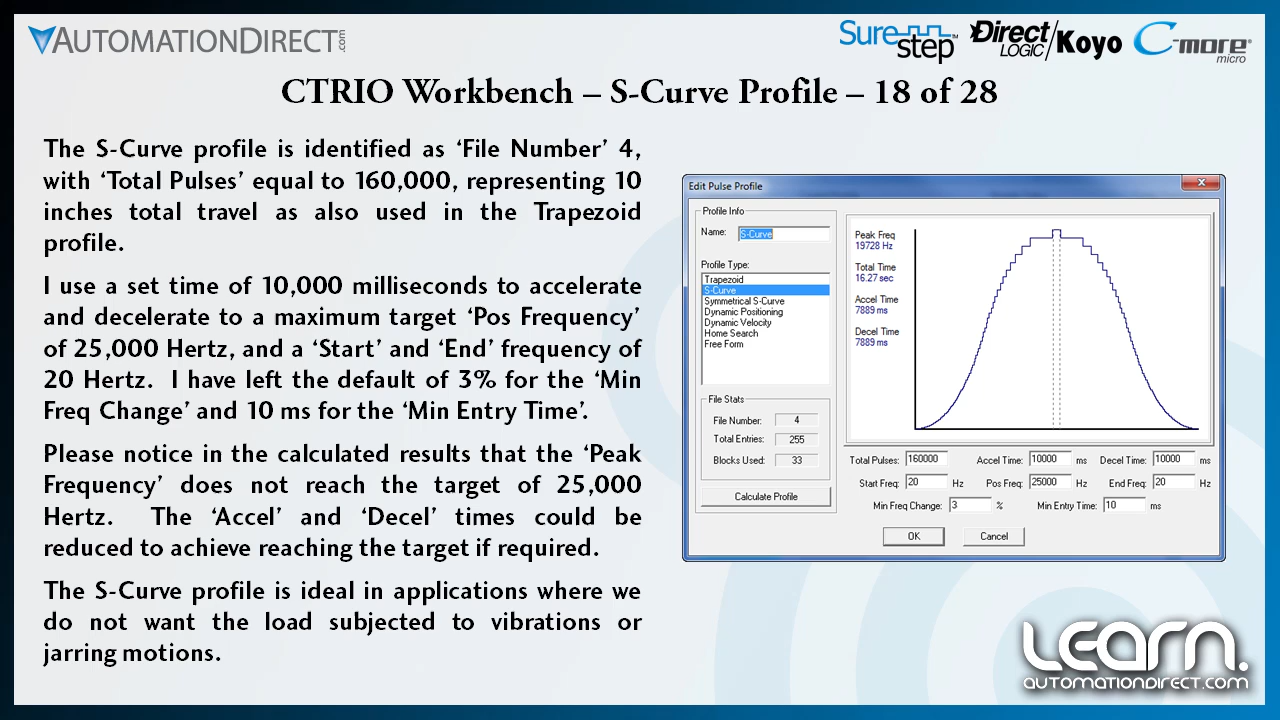 AUTOMATIONDIRECT.com
Surestep™
Direct LOGIC/Koyo
C-more® micro
CTRIO Workbench – S-Curve Profile – 18 of 28
The S-Curve profile is identified as ‘File Number’ 4,
with ‘Total Pulses’ equal to 160,000, representing 10
inches total travel as also used in the Trapezoid
profile.
I use a set time of 10,000 milliseconds to accelerate
and decelerate to a maximum target ‘Pos Frequency’
of 25,000 Hertz, and a ‘Start’ and ‘End’ frequency of
20 Hertz.  I have left the default of 3% for the ‘Min
Freq Change’ and 10 ms for the ‘Min Entry Time’.
Please notice in the calculated results that the ‘Peak
Frequency’ does not reach the target of 25,000
Hertz.  The ‘Accel’ and ‘Decel’ times could be
reduced to achieve reaching the target if required.
The S-Curve profile is ideal in applications where we
do not want the load subjected to vibrations or
jarring motions.
Edit Pulse Profile
Profile Info
Name: S-Curve
Profile Type:
Trapezoid
S-Curve
Symmetrical S-Curve
Dynamic Positioning
Dynamic Velocity
Home Search
Free Form
File Stats
File Number: 4
Total Entries: 255
Blocks Used: 33
Calculate Profile
Peak Freq
19728 Hz
Total Time
16.27 sec
Accel Time
7889 ms
Decel Time
7889 ms
Total Pulses: 160000 Accel Time: 10000 ms Decel Time: 10000 ms
Start Freq: 20 Hz Pos Freq: 25000 Hz End Freq: 20 Hz
Min Freq Change: 3 % Min Entry Time: 10 ms
OK Cancel
LEARN.
AUTOMATIONDIRECT.COM